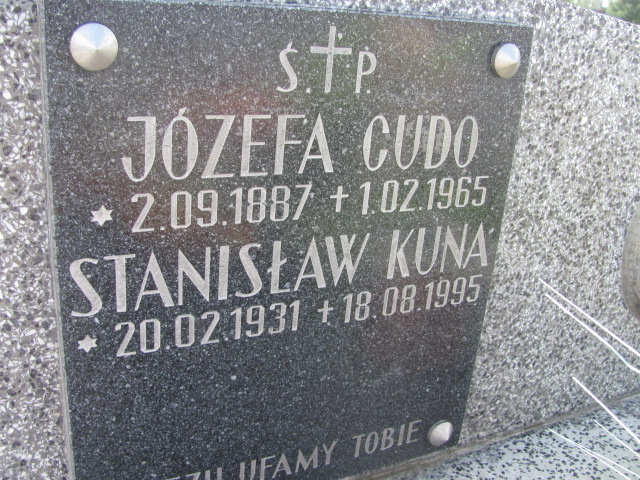 Ś.✝P.
JÓZEFA CUDO
* 2.09.1887 + 1.02.1965
STANISŁAW KUNA
* 20.02.1931 + 18.08.1995
UFAMY TOBIE